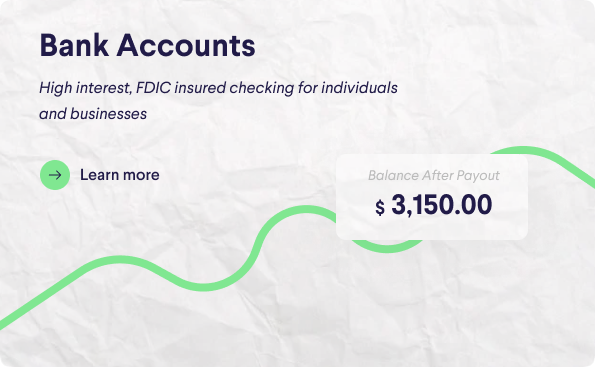 Bank Accounts
High interest, FDIC insured checking for individuals
and businesses
Learn more
Balance After Payout
$ 3,150.00